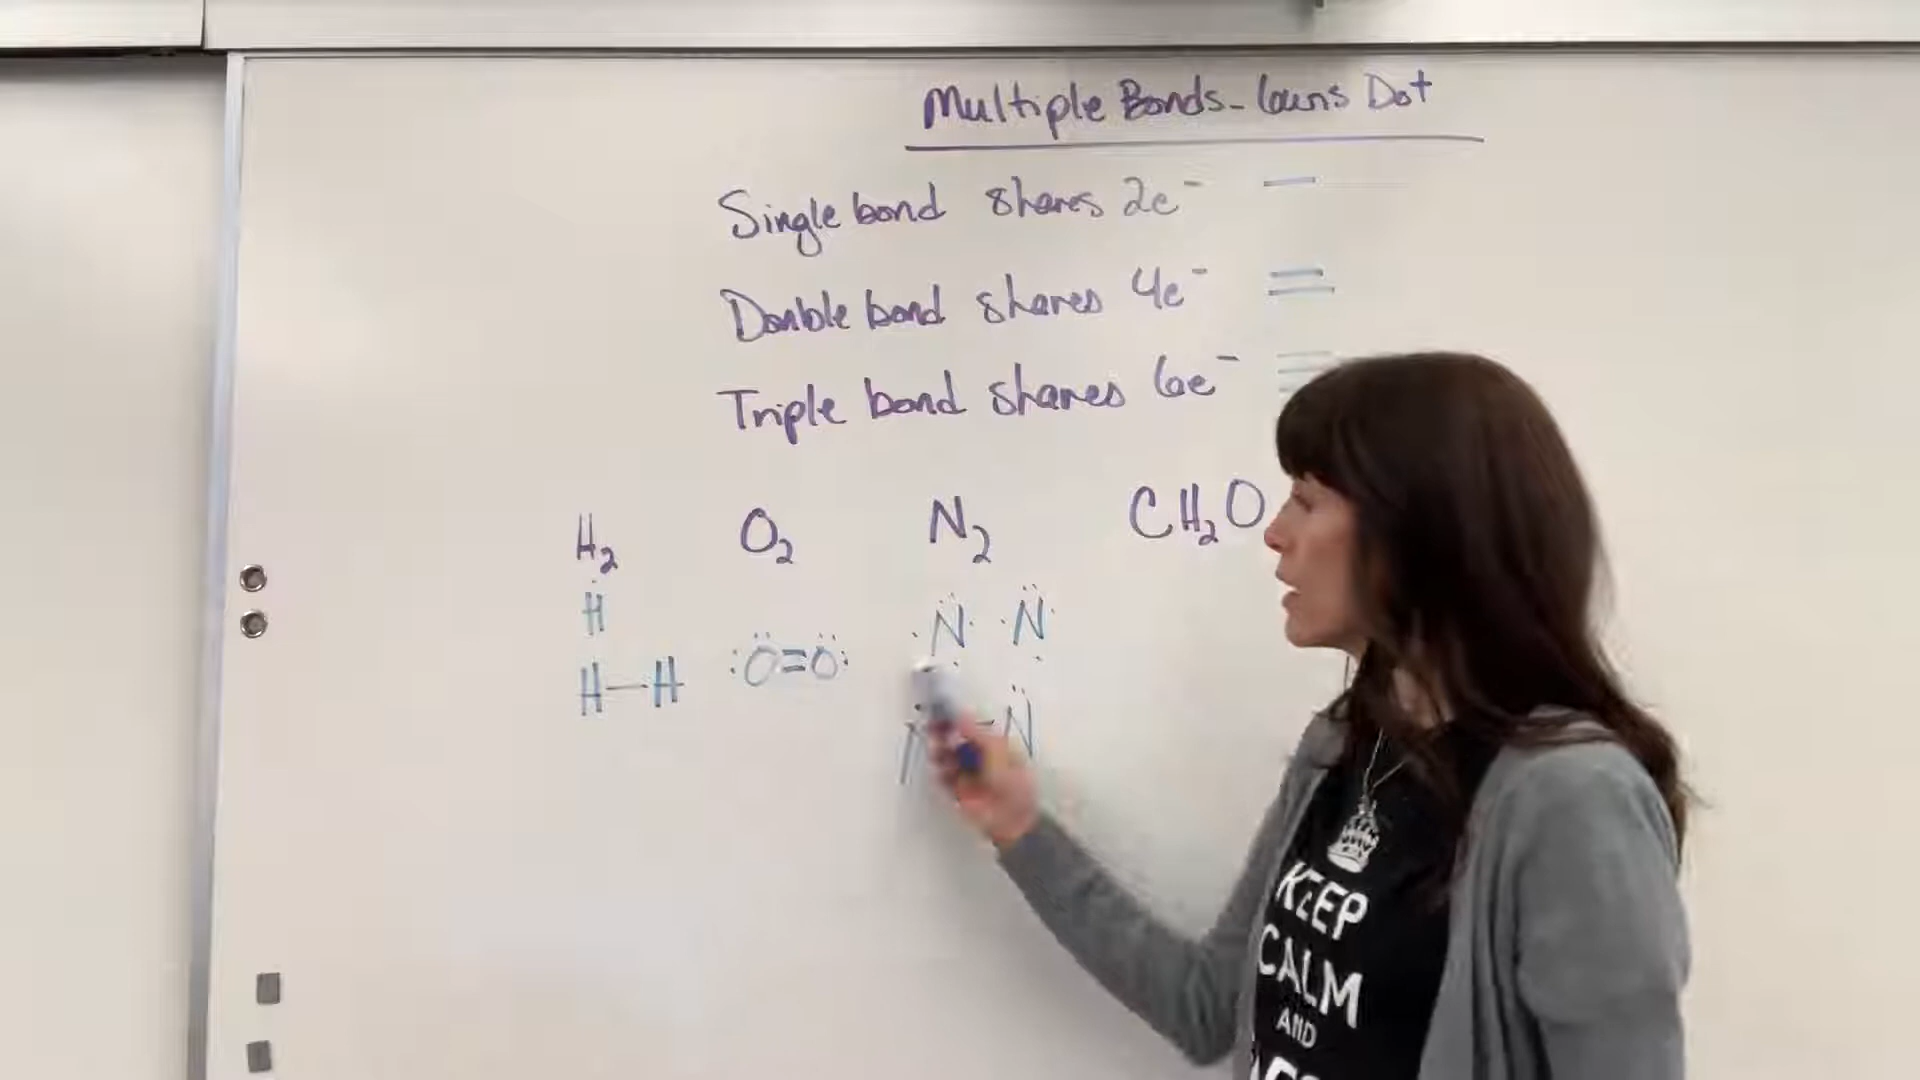 Multiple Bonds - Lewis Dot
Single bond shares 2e⁻ —
Double bond shares 4e⁻ =
Triple bond shares 6e⁻ ≡
H₂ O₂ N₂ CH₂O
H N N
H—H :Ö=Ö: N
KEEP
CALM
AND